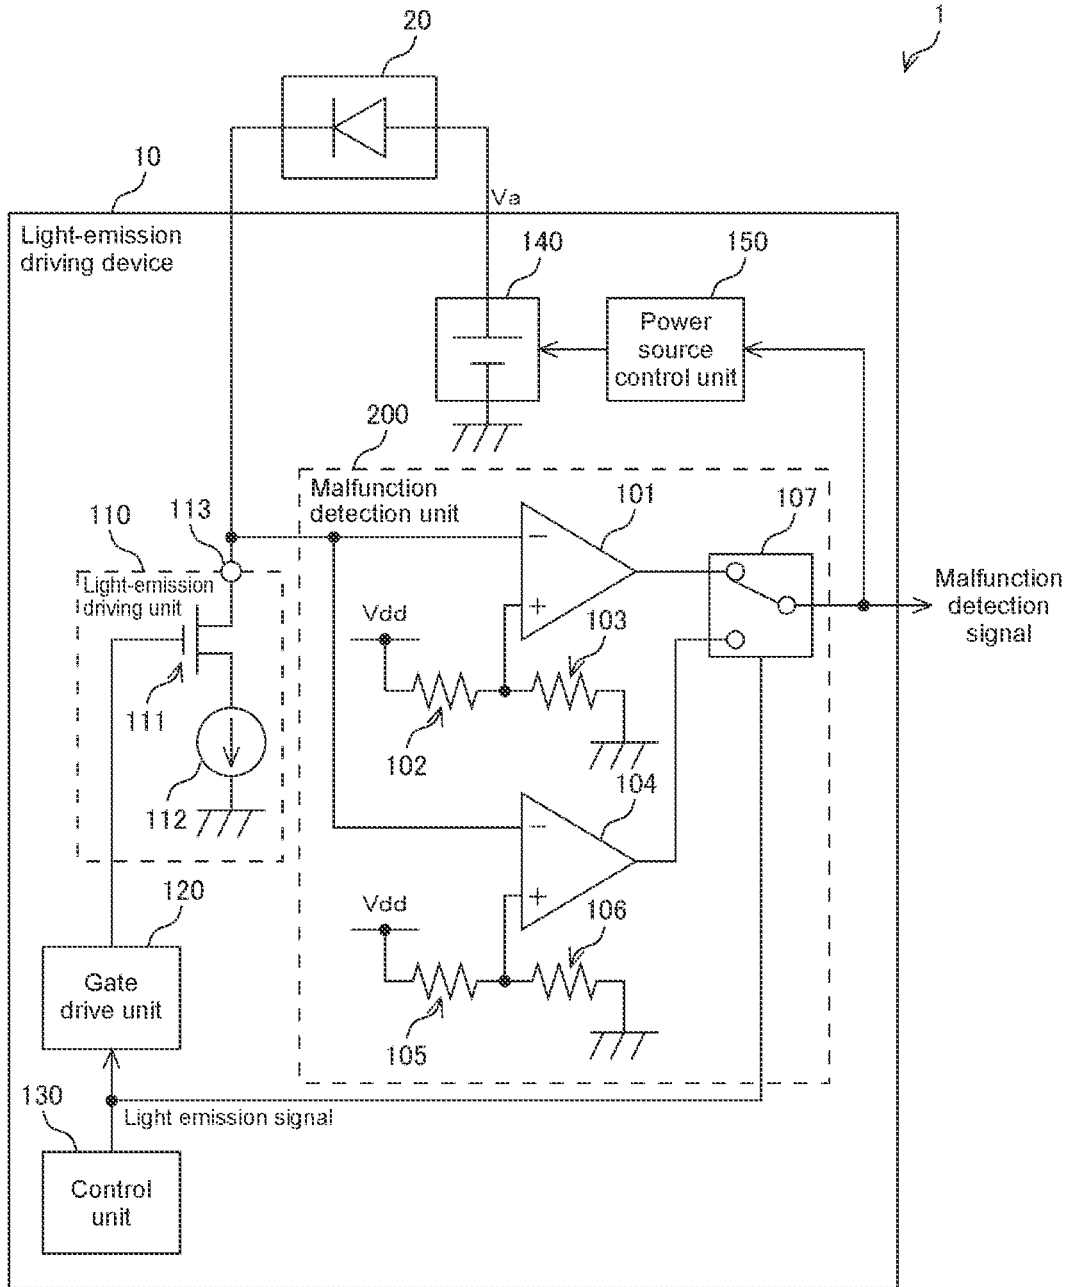 1
20
10
Va
Light-emission
driving device
140
150
Power
source
control unit
200
Malfunction
detection unit
101
107
110
113
Light-emission
driving unit
Malfunction
detection
signal
Vdd
103
111
102
112
104
120
Vdd
106
Gate
drive unit
105
130
Light emission signal
Control
unit